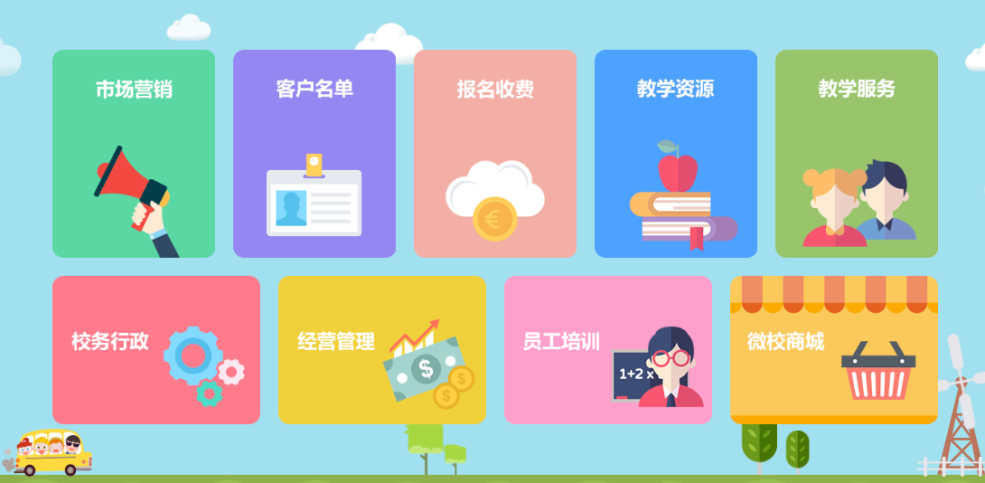 市场营销
客户名单
报名收费
教学资源
教学服务
校务行政
经营管理
$
$
$
员工培训
1+2 x
微校商城